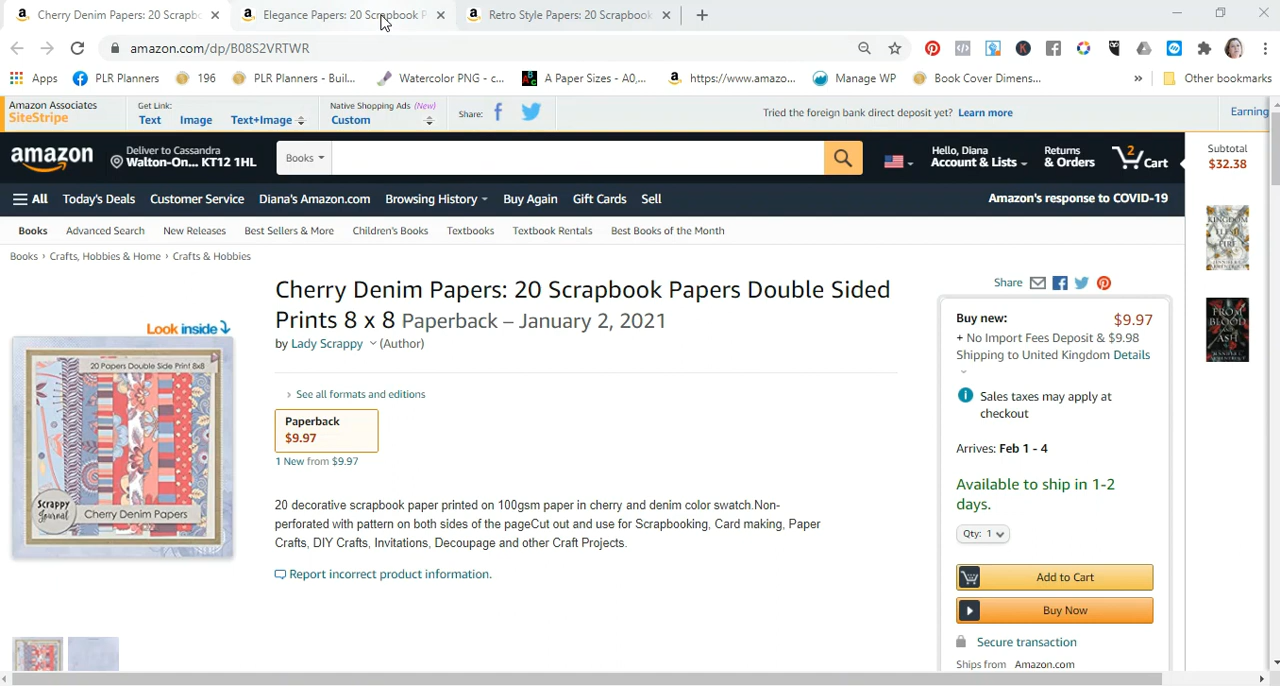 Cherry Denim Papers: 20 Scrapbo
Elegance Papers: 20 Scrapbook P
Retro Style Papers: 20 Scrapbook
amazon.com/dp/B08S2VRTWR
Apps
PLR Planners
196
PLR Planners - Buil...
Watercolor PNG - c...
A Paper Sizes - A0,...
https://www.amazo...
Manage WP
Book Cover Dimens...
»
Other bookmarks
Amazon Associates
SiteStripe
Get Link:
Text
Image
Text+Image
Native Shopping Ads (New)
Custom
Share:
Tried the foreign bank direct deposit yet? Learn more
Earning
amazon
Deliver to Cassandra
Walton-On... KT12 1HL
Books
Hello, Diana
Account & Lists
Returns
& Orders
2
Cart
Subtotal
$32.38
All
Today's Deals
Customer Service
Diana's Amazon.com
Browsing History
Buy Again
Gift Cards
Sell
Amazon's response to COVID-19
Books
Advanced Search
New Releases
Best Sellers & More
Children's Books
Textbooks
Textbook Rentals
Best Books of the Month
Books › Crafts, Hobbies & Home › Crafts & Hobbies
Look inside
20 Papers Double Side Print 8x8
Scrappy
Journal
Cherry Denim Papers
Cherry Denim Papers: 20 Scrapbook Papers Double Sided
Prints 8 x 8 Paperback – January 2, 2021
by Lady Scrappy (Author)
› See all formats and editions
Paperback
$9.97
1 New from $9.97
20 decorative scrapbook paper printed on 100gsm paper in cherry and denim color swatch.Non-
perforated with pattern on both sides of the pageCut out and use for Scrapbooking, Card making, Paper
Crafts, DIY Crafts, Invitations, Decoupage and other Craft Projects.
Report incorrect product information.
Share
Buy new: $9.97
+ No Import Fees Deposit & $9.98
Shipping to United Kingdom Details
Sales taxes may apply at
checkout
Arrives: Feb 1 - 4
Available to ship in 1-2
days.
Qty: 1
Add to Cart
Buy Now
Secure transaction
Ships from Amazon.com